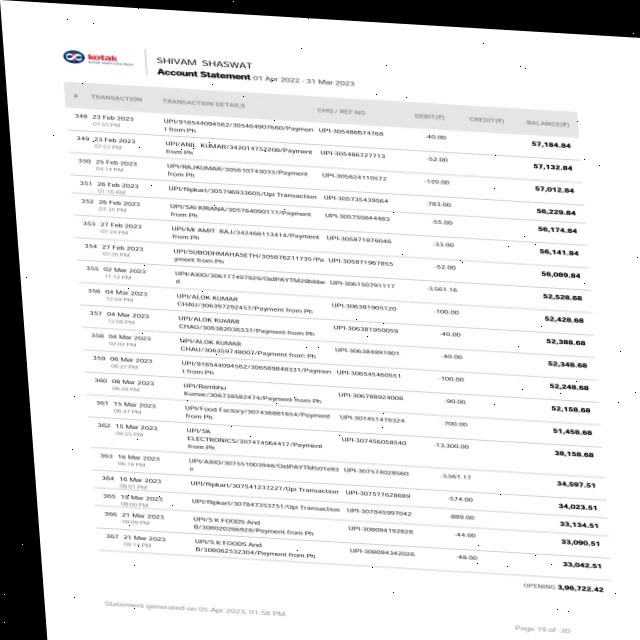 kotak
Kotak Mahindra Bank
SHIVAM SHASWAT
Account Statement 01 Apr 2022 - 31 Mar 2023
# TRANSACTION TRANSACTION DETAILS CHQ / REF NO. DEBIT(₹) CREDIT(₹) BALANCE(₹)
348 23 Feb 2023 UPI/918544094562/305464907660/Paymen UPI-305486674768 -40.00 57,184.84
07:55 PM t from Ph
349 23 Feb 2023 UPI/ANIL KUMAR/342014752208/Payment UPI-305486727713 -52.00 57,132.84
07:57 PM from Ph
350 25 Feb 2023 UPI/RAJKUMAR/305610743033/Payment UPI-305624110572 -120.00 57,012.84
04:14 PM from Ph
351 26 Feb 2023 UPI/flipkart/305796933605/Upi Transaction UPI-305735439564 -783.00 56,229.84
01:16 AM
352 26 Feb 2023 UPI/SAI KIRANA/305764090117/Payment UPI-305750844463 -55.00 56,174.84
07:35 PM from Ph
353 27 Feb 2023 UPI/Mr AMIT RAJ/342468113414/Payment UPI-305871876046 -33.00 56,141.84
07:24 PM from Ph
354 27 Feb 2023 UPI/SUBODHMAHASETH/305876211735/Pa UPI-305871967855 -52.00 56,089.84
07:26 PM yment from Ph
355 02 Mar 2023 UPI/AXIO/306177497829/OidPAYTM28bbbe UPI-306150791117 -3,561.16 52,528.68
11:12 PM d
356 04 Mar 2023 UPI/ALOK KUMAR UPI-306381905120 -100.00 52,428.68
12:04 PM CHAU/306397292457/Payment from Ph
357 04 Mar 2023 UPI/ALOK KUMAR UPI-306381950059 -40.00 52,388.68
12:06 PM CHAU/306382036337/Payment from Ph
358 04 Mar 2023 UPI/ALOK KUMAR UPI-306384891801 -40.00 52,348.68
02:02 PM CHAU/306359748007/Payment from Ph
359 06 Mar 2023 UPI/918544094562/306589848331/Paymen UPI-306545460551 -100.00 52,248.68
08:22 PM t from Ph
360 08 Mar 2023 UPI/Rambhu UPI-306788924008 -90.00 52,158.68
Kumar/306738582474/Payment from Ph
361 15 Mar 2023 UPI/Food Factory/307436881654/Payment UPI-307451478324 -700.00 51,458.68
06:47 PM from Ph
362 15 Mar 2023 UPI/SK UPI-307456058540 -13,300.00 38,158.68
08:55 PM ELECTRONICS/307474564417/Payment
from Ph
363 16 Mar 2023 UPI/AXIO/307551003948/OidPAYTM501e93 UPI-307574028560 -3,561.17 34,597.51
06:16 PM e
364 16 Mar 2023 UPI/flipkart/307541237227/Upi Transaction UPI-307577628689 -574.00 34,023.51
08:01 PM
365 19 Mar 2023 UPI/flipkart/307847353751/Upi Transaction UPI-307845997042 -889.00 33,134.51
08:00 PM
366 21 Mar 2023 UPI/S K FOODS And UPI-308094192828 -44.00 33,090.51
08:09 PM B/308020286928/Payment from Ph
367 21 Mar 2023 UPI/S K FOODS And UPI-308094342026 -48.00 33,042.51
08:14 PM B/308062532304/Payment from Ph
OPENING 3,96,722.42
Statement generated on 05 Apr 2023, 01:58 PM
Page 19 of 20